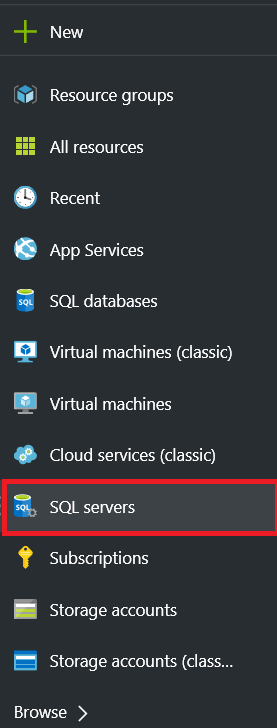 New
Resource groups
All resources
Recent
App Services
SQL
SQL databases
Virtual machines (classic)
Virtual machines
Cloud services (classic)
SQL
SQL servers
Subscriptions
Storage accounts
Storage accounts (class...
Browse